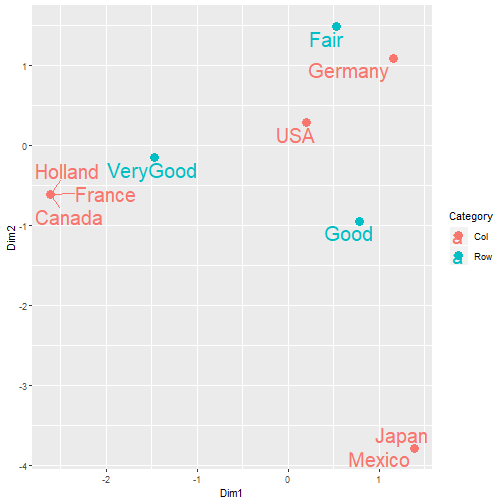 Fair
Germany
USA
Holland
VeryGood
France
Canada
Good
Japan
Mexico
1
0
-1
-2
-3
-4
-2
-1
0
1
Dim1
Dim2
Category
a Col
a Row